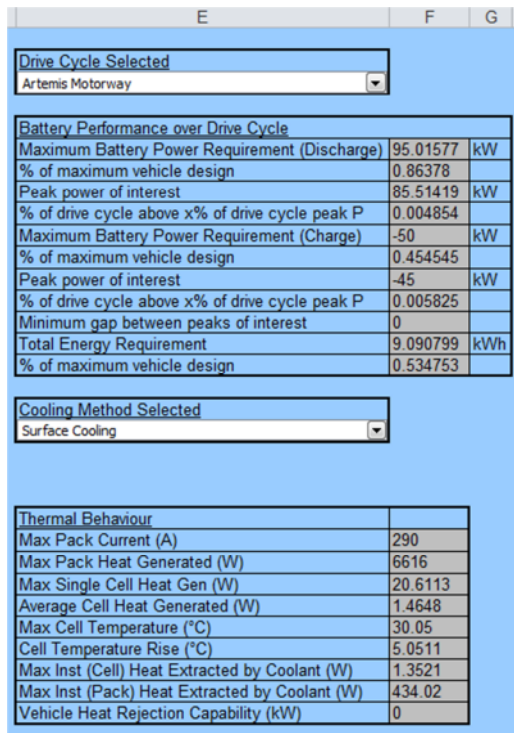 E F G
Drive Cycle Selected
Artemis Motorway
Battery Performance over Drive Cycle
Maximum Battery Power Requirement (Discharge) 95.01577 kW
% of maximum vehicle design 0.86378
Peak power of interest 85.51419 kW
% of drive cycle above x% of drive cycle peak P 0.004854
Maximum Battery Power Requirement (Charge) -50 kW
% of maximum vehicle design 0.454545
Peak power of interest -45 kW
% of drive cycle above x% of drive cycle peak P 0.005825
Minimum gap between peaks of interest 0
Total Energy Requirement 9.090799 kWh
% of maximum vehicle design 0.534753
Cooling Method Selected
Surface Cooling
Thermal Behaviour
Max Pack Current (A) 290
Max Pack Heat Generated (W) 6616
Max Single Cell Heat Gen (W) 20.6113
Average Cell Heat Generated (W) 1.4648
Max Cell Temperature (°C) 30.05
Cell Temperature Rise (°C) 5.0511
Max Inst (Cell) Heat Extracted by Coolant (W) 1.3521
Max Inst (Pack) Heat Extracted by Coolant (W) 434.02
Vehicle Heat Rejection Capability (kW) 0